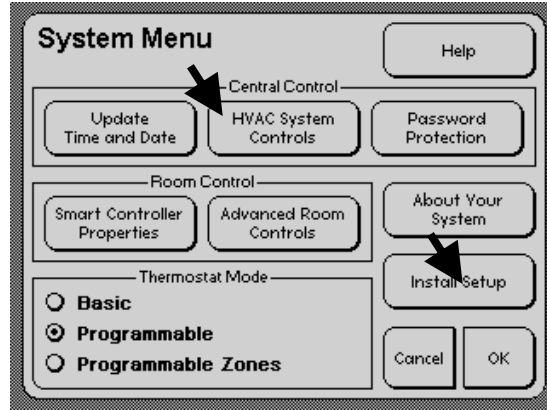 System Menu
Help
Central Control
Update
Time and Date
HVAC System
Controls
Password
Protection
Room Control
Smart Controller
Properties
Advanced Room
Controls
About Your
System
Thermostat Mode
Basic
Programmable
Programmable Zones
Install Setup
Cancel
OK